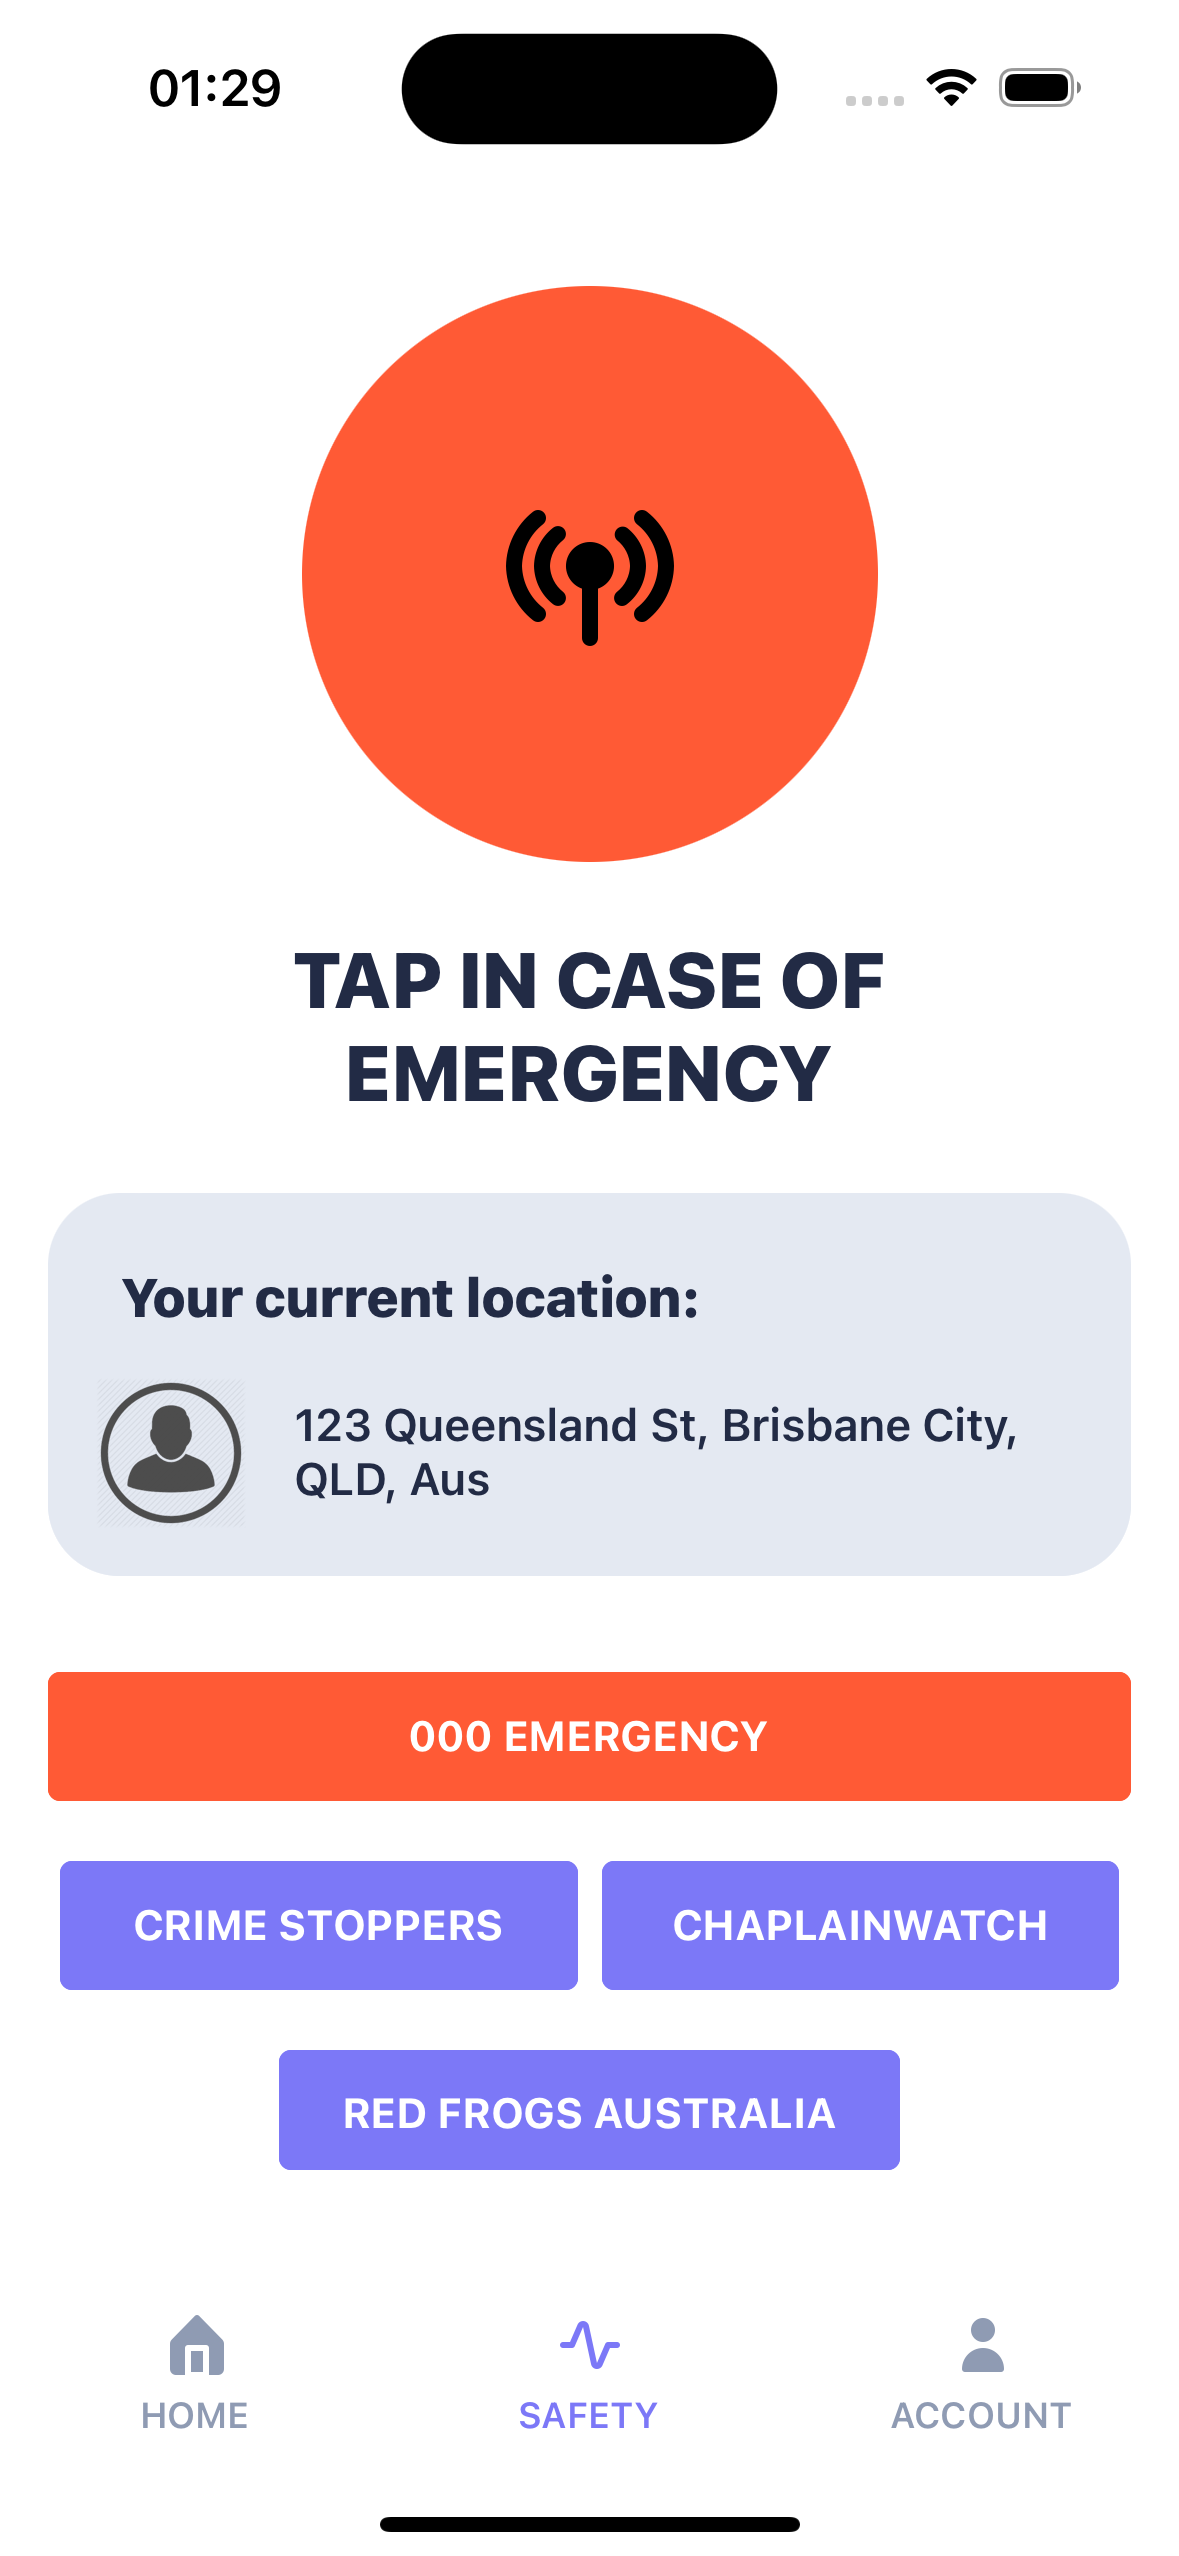 01:29
TAP IN CASE OF
EMERGENCY
Your current location:
123 Queensland St, Brisbane City,
QLD, Aus
000 EMERGENCY
CRIME STOPPERS
CHAPLAINWATCH
RED FROGS AUSTRALIA
HOME
SAFETY
ACCOUNT